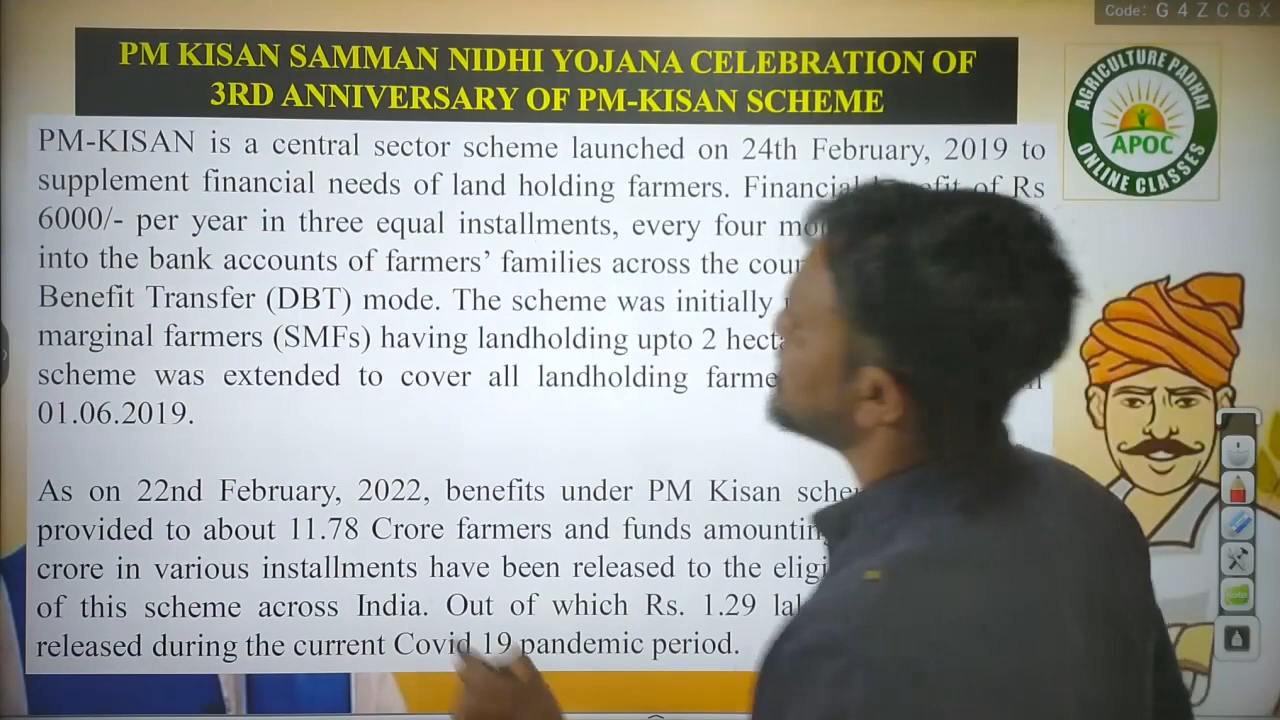 Code: G 4 Z C G X
PM KISAN SAMMAN NIDHI YOJANA CELEBRATION OF
3RD ANNIVERSARY OF PM-KISAN SCHEME
AGRICULTURE PADHAI
APOC
ONLINE CLASSES
PM-KISAN is a central sector scheme launched on 24th February, 2019 to
supplement financial needs of land holding farmers. Financial of Rs
6000/- per year in three equal installments, every four
into the bank accounts of farmers' families across the
Benefit Transfer (DBT) mode. The scheme was initially
marginal farmers (SMFs) having landholding upto 2
scheme was extended to cover all landholding
01.06.2019.
As on 22nd February, 2022, benefits under PM Kisan
provided to about 11.78 Crore farmers and funds
crore in various installments have been released to the
of this scheme across India. Out of which Rs. 1.29
released during the current Covid 19 pandemic period.